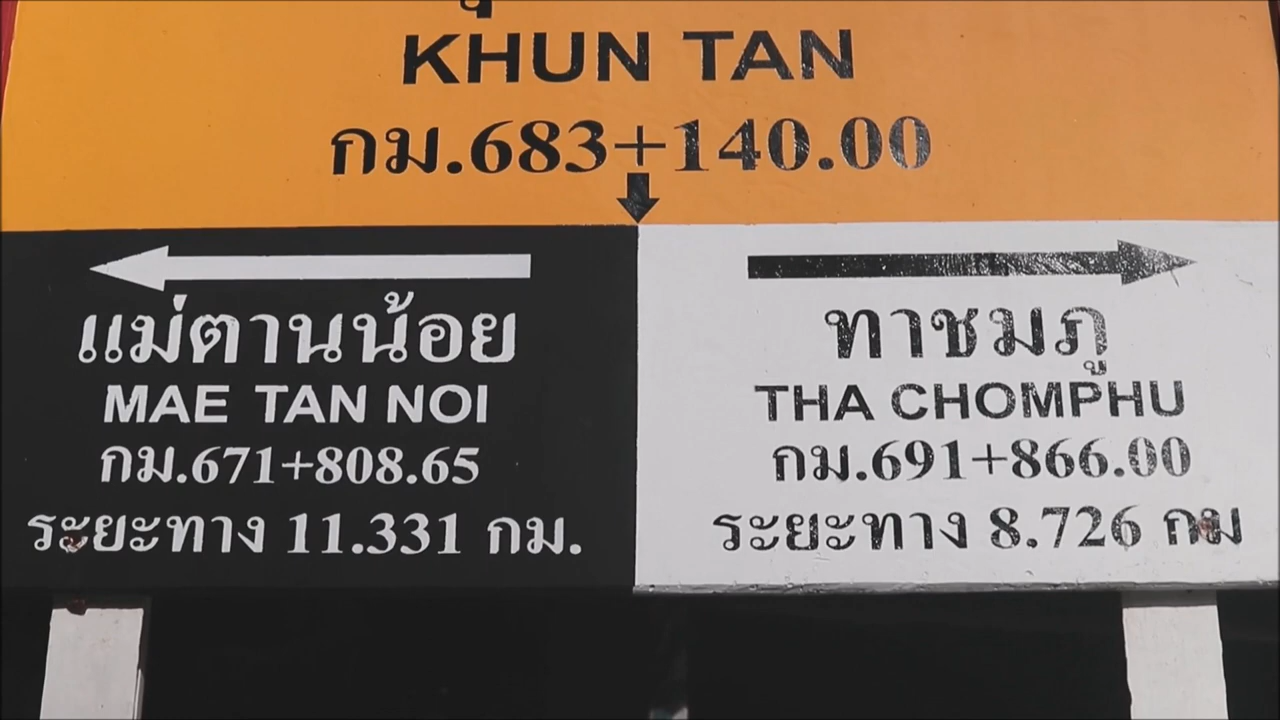 KHUN TAN
กม.683+140.00
แม่ตานน้อย
MAE TAN NOI
กม.671+808.65
ระยะทาง 11.331 กม.
ทาชมภู
THA CHOMPHU
กม.691+866.00
ระยะทาง 8.726 กม